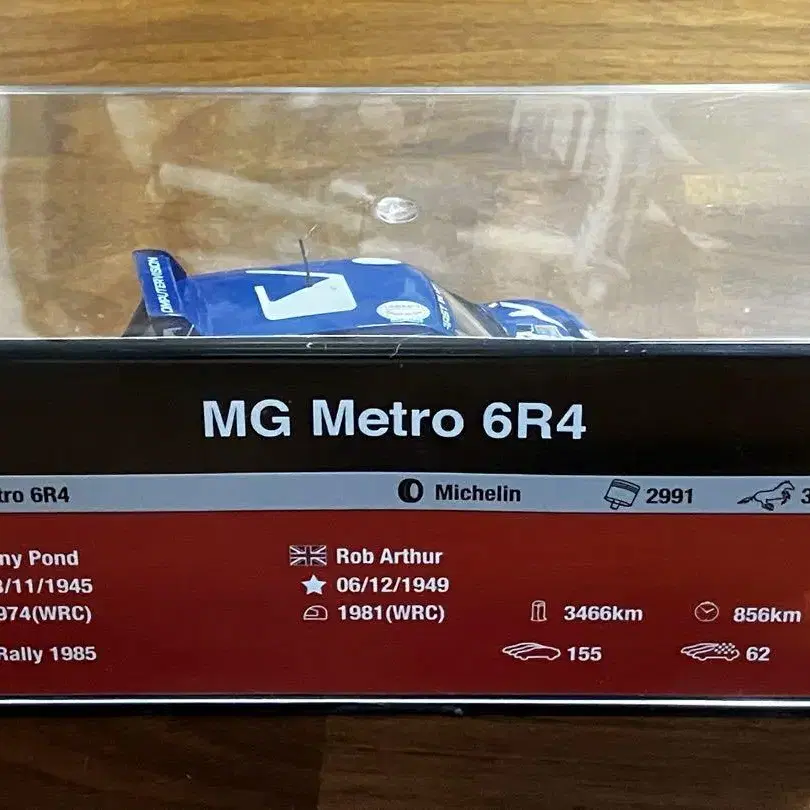 COMPUTERVISION
MG Metro 6R4
tro 6R4 Michelin 2991 3
ny Pond Rob Arthur
/11/1945 06/12/1949
974(WRC) 1981(WRC) 3466km 856km
Rally 1985 155 62